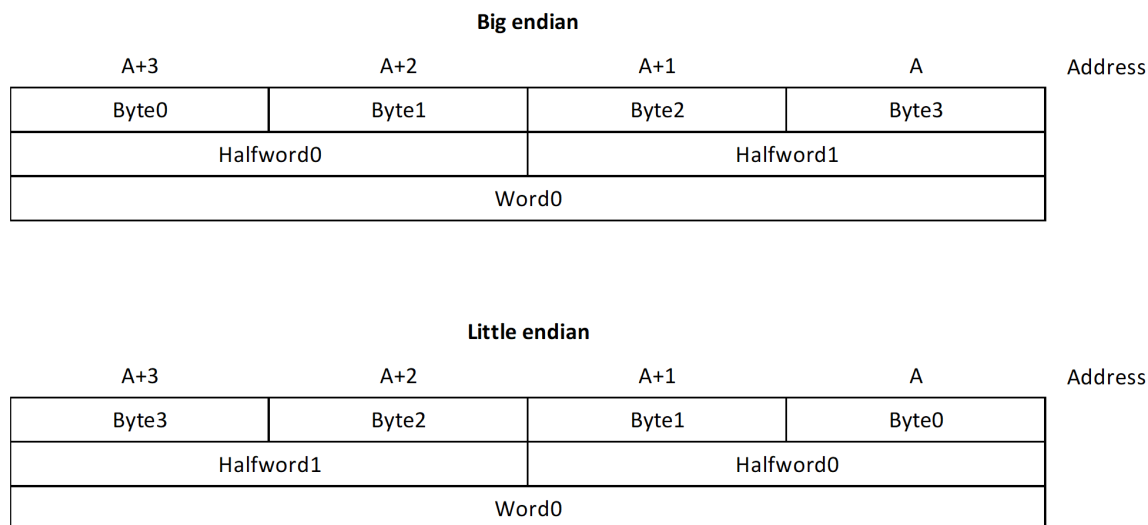 Big endian
A+3 A+2 A+1 A Address
Byte0 Byte1 Byte2 Byte3
Halfword0 Halfword1
Word0
Little endian
A+3 A+2 A+1 A Address
Byte3 Byte2 Byte1 Byte0
Halfword1 Halfword0
Word0